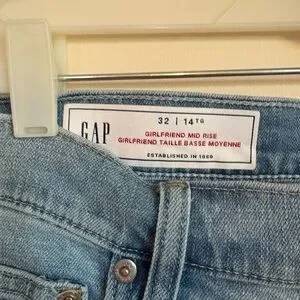 32 | 14TG
GAP
GIRLFRIEND MID RISE
GIRLFRIEND TAILLE BASSE MOYENNE
ESTABLISHED IN 1969